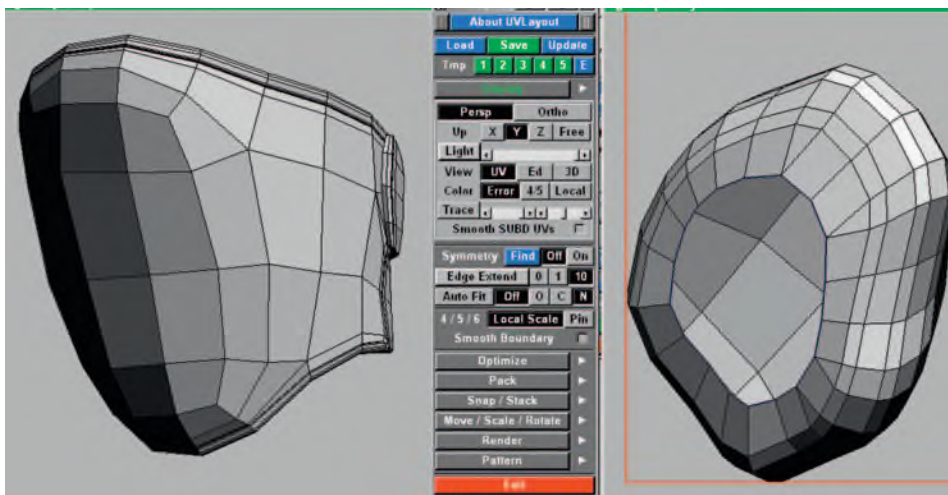 About UVLayout
Load Save Update
Tmp 1 2 3 4 5 E
Persp Ortho
Up X Y Z Free
Light
View UV Ed 3D
Color Error 4/5 Local
Trace
Smooth SUBD UVs
Symmetry Find Off On
Edge Extend 0 1 10
Auto Fit Off O C N
4 / 5 / 6 Local Scale Pin
Smooth Boundary
Optimize
Pack
Snap / Stack
Move / Scale / Rotate
Render
Pattern
Exit